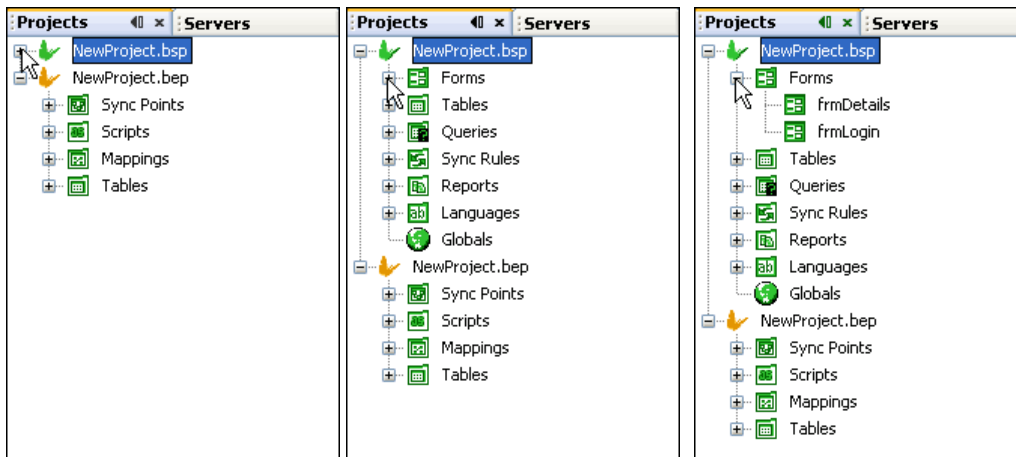 Projects Servers
NewProject.bsp
NewProject.bep
Sync Points
Scripts
Mappings
Tables
Projects Servers
NewProject.bsp
Forms
Tables
Queries
Sync Rules
Reports
Languages
Globals
NewProject.bep
Sync Points
Scripts
Mappings
Tables
Projects Servers
NewProject.bsp
Forms
frmDetails
frmLogin
Tables
Queries
Sync Rules
Reports
Languages
Globals
NewProject.bep
Sync Points
Scripts
Mappings
Tables